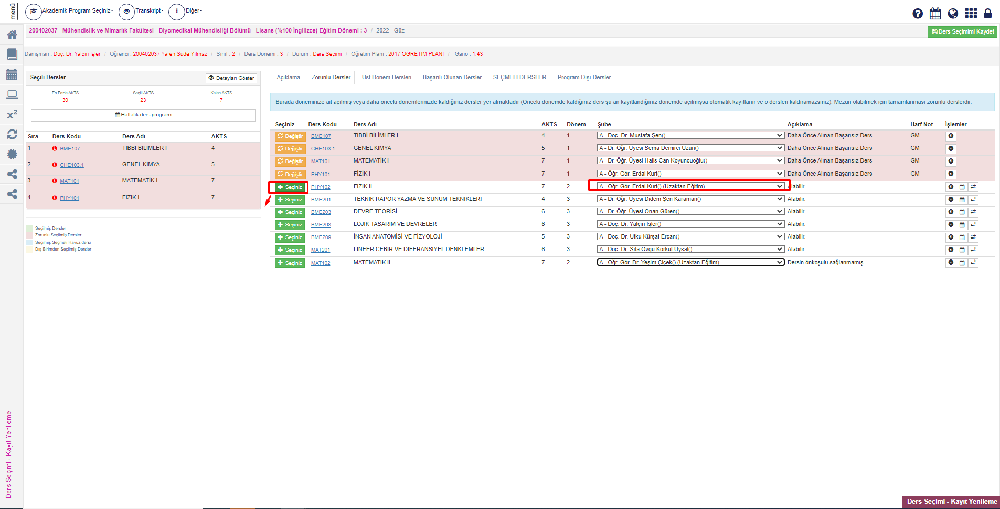 menü
Akademik Program Seçiniz - Transkript - Diğer -
200402037 - Mühendislik ve Mimarlık Fakültesi - Biyomedikal Mühendisliği Bölümü - Lisans (%100 İngilizce) Eğitim Dönemi : 3 / 2022 - Güz
Ders Seçimimi Kaydet
Danışman : Doç. Dr. Yalçın İşler / Öğrenci : 200402037 Yaren Sude Yılmaz / Sınıf : 2 / Ders Dönemi : 3 / Durum : Ders Seçimi / Öğretim Planı : 2017 ÖĞRETİM PLANI / Gano : 1,43
Seçili Dersler
Detayları Göster
En Fazla AKTS Seçili AKTS Kalan AKTS
30 23 7
Haftalık ders programı
Sıra Ders Kodu Ders Adı AKTS
1 BME107 TIBBİ BİLİMLER I 4
2 CHE103.1 GENEL KİMYA 5
3 MAT101 MATEMATİK I 7
4 PHY101 FİZİK I 7
Seçilmiş Dersler
Zorunlu Seçilmiş Dersler
Seçilmiş Seçmeli Havuz dersi
Dış Birimden Seçilmiş Dersler
Açıklama Zorunlu Dersler Üst Dönem Dersleri Başarılı Olunan Dersler SEÇMELİ DERSLER Program Dışı Dersler
Burada döneminize ait açılmış veya daha önceki dönemlerinizde kaldığınız dersler yer almaktadır (Önceki dönemde kaldığınız ders şu an kayıtlandığınız dönemde açılmışsa otomatik kayıtlanır ve o dersleri kaldıramazsınız). Mezun olabilmek için tamamlanması zorunlu derslerdir.
Seçiniz Ders Kodu Ders Adı AKTS Dönem Şube Açıklama Harf Not İşlemler
Değiştir BME107 TIBBİ BİLİMLER I 4 1 A - Doç. Dr. Mustafa Şen() Daha Önce Alınan Başarısız Ders GM
Değiştir CHE103.1 GENEL KİMYA 5 1 A - Dr. Öğr. Üyesi Sema Demirci Uzun() Daha Önce Alınan Başarısız Ders GM
Değiştir MAT101 MATEMATİK I 7 1 A - Dr. Öğr. Üyesi Halis Can Koyuncuoğlu() Daha Önce Alınan Başarısız Ders GM
Değiştir PHY101 FİZİK I 7 1 A - Öğr. Gör. Erdal Kurt() Daha Önce Alınan Başarısız Ders GM
Seçiniz PHY102 FİZİK II 7 2 A - Öğr. Gör. Erdal Kurt() (Uzaktan Eğitim) Alabilir.
Seçiniz BME201 TEKNİK RAPOR YAZMA VE SUNUM TEKNİKLERİ 4 3 A - Dr. Öğr. Üyesi Didem Şen Karaman() Alabilir.
Seçiniz BME203 DEVRE TEORİSİ 6 3 A - Dr. Öğr. Üyesi Onan Güren() Alabilir.
Seçiniz BME208 LOJİK TASARIM VE DEVRELER 6 3 A - Doç. Dr. Yalçın İşler() Alabilir.
Seçiniz BME209 İNSAN ANATOMİSİ VE FİZYOLOJİ 5 3 A - Doç. Dr. Utku Kürşat Ercan() Alabilir.
Seçiniz MAT201 LİNEER CEBİR VE DİFERANSİYEL DENKLEMLER 6 3 A - Doç. Dr. Sıla Övgü Korkut Uysal() Alabilir.
Seçiniz MAT102 MATEMATİK II 7 2 A - Öğr. Gör. Dr. Yeşim Çiçek() (Uzaktan Eğitim) Dersin önkoşulu sağlanmamış.
Ders Seçimi - Kayıt Yenileme
Ders Seçimi - Kayıt Yenileme